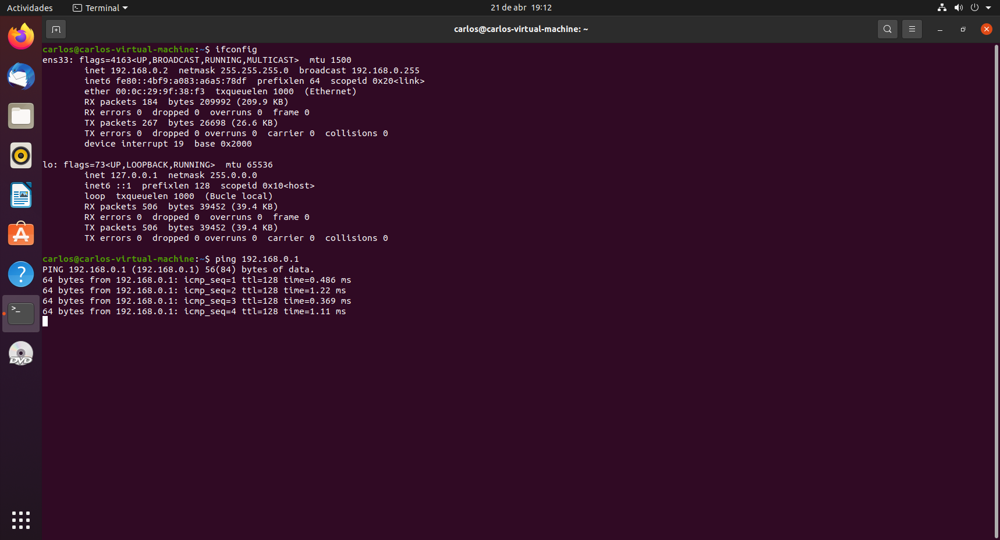 Actividades
Terminal
21 de abr 19:12
carlos@carlos-virtual-machine: ~
carlos@carlos-virtual-machine:~$ ifconfig
ens33: flags=4163<UP,BROADCAST,RUNNING,MULTICAST>  mtu 1500
        inet 192.168.0.2  netmask 255.255.255.0  broadcast 192.168.0.255
        inet6 fe80::4bf9:a083:a6a5:78df  prefixlen 64  scopeid 0x20<link>
        ether 00:0c:29:9f:38:f3  txqueuelen 1000  (Ethernet)
        RX packets 184  bytes 209992 (209.9 KB)
        RX errors 0  dropped 0  overruns 0  frame 0
        TX packets 267  bytes 26698 (26.6 KB)
        TX errors 0  dropped 0 overruns 0  carrier 0  collisions 0
        device interrupt 19  base 0x2000
lo: flags=73<UP,LOOPBACK,RUNNING>  mtu 65536
        inet 127.0.0.1  netmask 255.0.0.0
        inet6 ::1  prefixlen 128  scopeid 0x10<host>
        loop  txqueuelen 1000  (Bucle local)
        RX packets 506  bytes 39452 (39.4 KB)
        RX errors 0  dropped 0  overruns 0  frame 0
        TX packets 506  bytes 39452 (39.4 KB)
        TX errors 0  dropped 0 overruns 0  carrier 0  collisions 0
carlos@carlos-virtual-machine:~$ ping 192.168.0.1
PING 192.168.0.1 (192.168.0.1) 56(84) bytes of data.
64 bytes from 192.168.0.1: icmp_seq=1 ttl=128 time=0.486 ms
64 bytes from 192.168.0.1: icmp_seq=2 ttl=128 time=1.22 ms
64 bytes from 192.168.0.1: icmp_seq=3 ttl=128 time=0.369 ms
64 bytes from 192.168.0.1: icmp_seq=4 ttl=128 time=1.11 ms
DVD